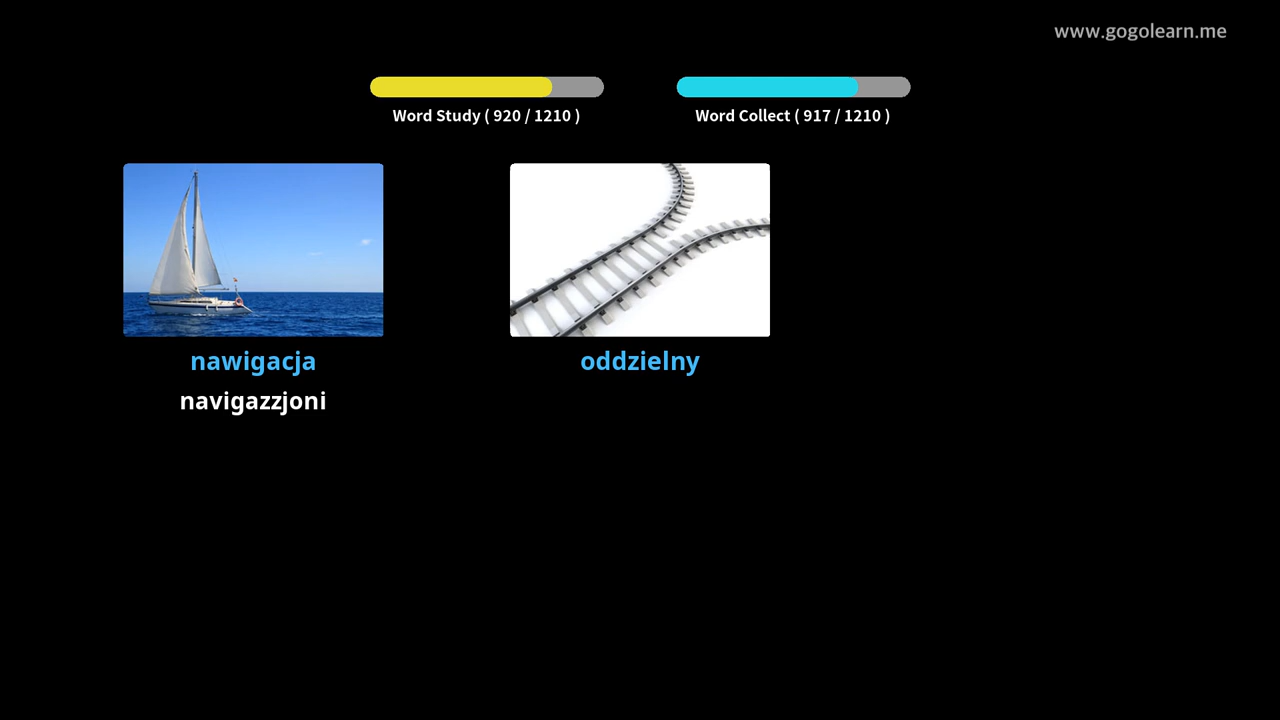 www.gogolearn.me
Word Study ( 920 / 1210 )
Word Collect ( 917 / 1210 )
nawigacja
navigazzjoni
oddzielny